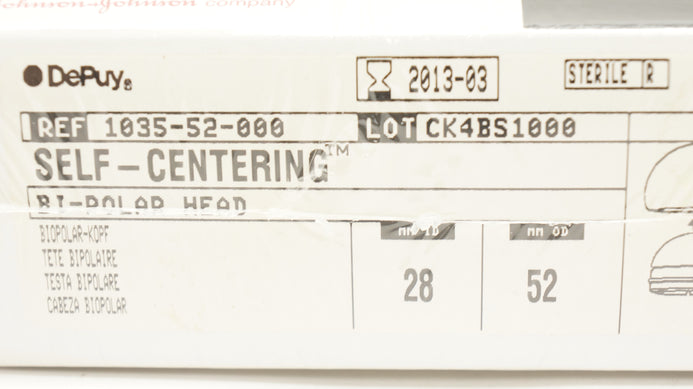 Johnson & Johnson company
DePuy
2013-03
STERILE R
REF 1035-52-000
LOT CK4BS1000
SELF-CENTERING™
BI-POLAR HEAD
BIOPOLAR-KOPF
TETE BIPOLAIRE
TESTA BIPOLARE
CABEZA BIOPOLAR
MM ID
MM OD
28
52